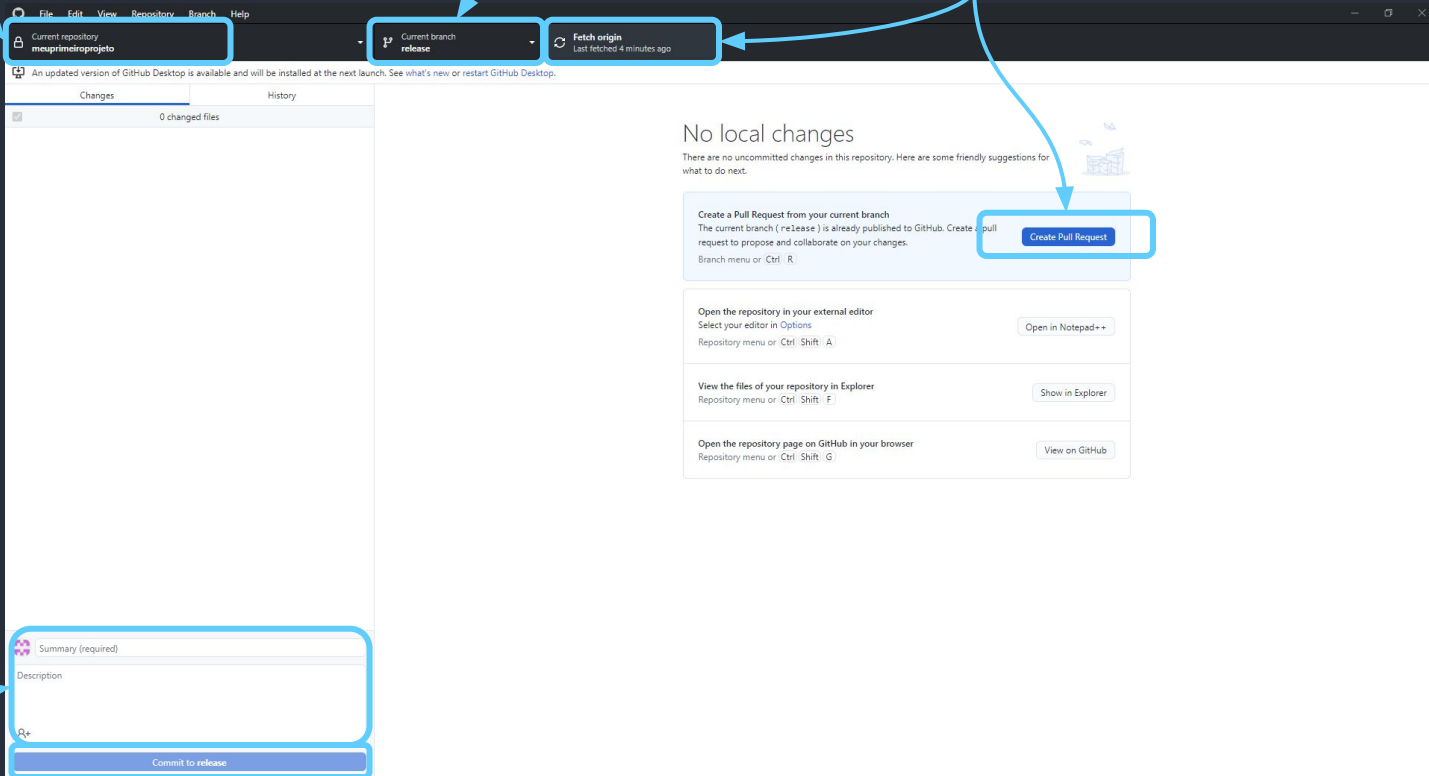 File Edit View Repository Branch Help
Current repository
meuprimeiroprojeto
Current branch
release
Fetch origin
Last fetched 4 minutes ago
An updated version of GitHub Desktop is available and will be installed at the next launch. See what's new or restart GitHub Desktop.
Changes
History
0 changed files
No local changes
There are no uncommitted changes in this repository. Here are some friendly suggestions for
what to do next.
Create a Pull Request from your current branch
The current branch ( release ) is already published to GitHub. Create a pull
request to propose and collaborate on your changes.
Branch menu or Ctrl R
Create Pull Request
Open the repository in your external editor
Select your editor in Options
Repository menu or Ctrl Shift A
Open in Notepad++
View the files of your repository in Explorer
Repository menu or Ctrl Shift F
Show in Explorer
Open the repository page on GitHub in your browser
Repository menu or Ctrl Shift G
View on GitHub
Summary (required)
Description
Commit to release